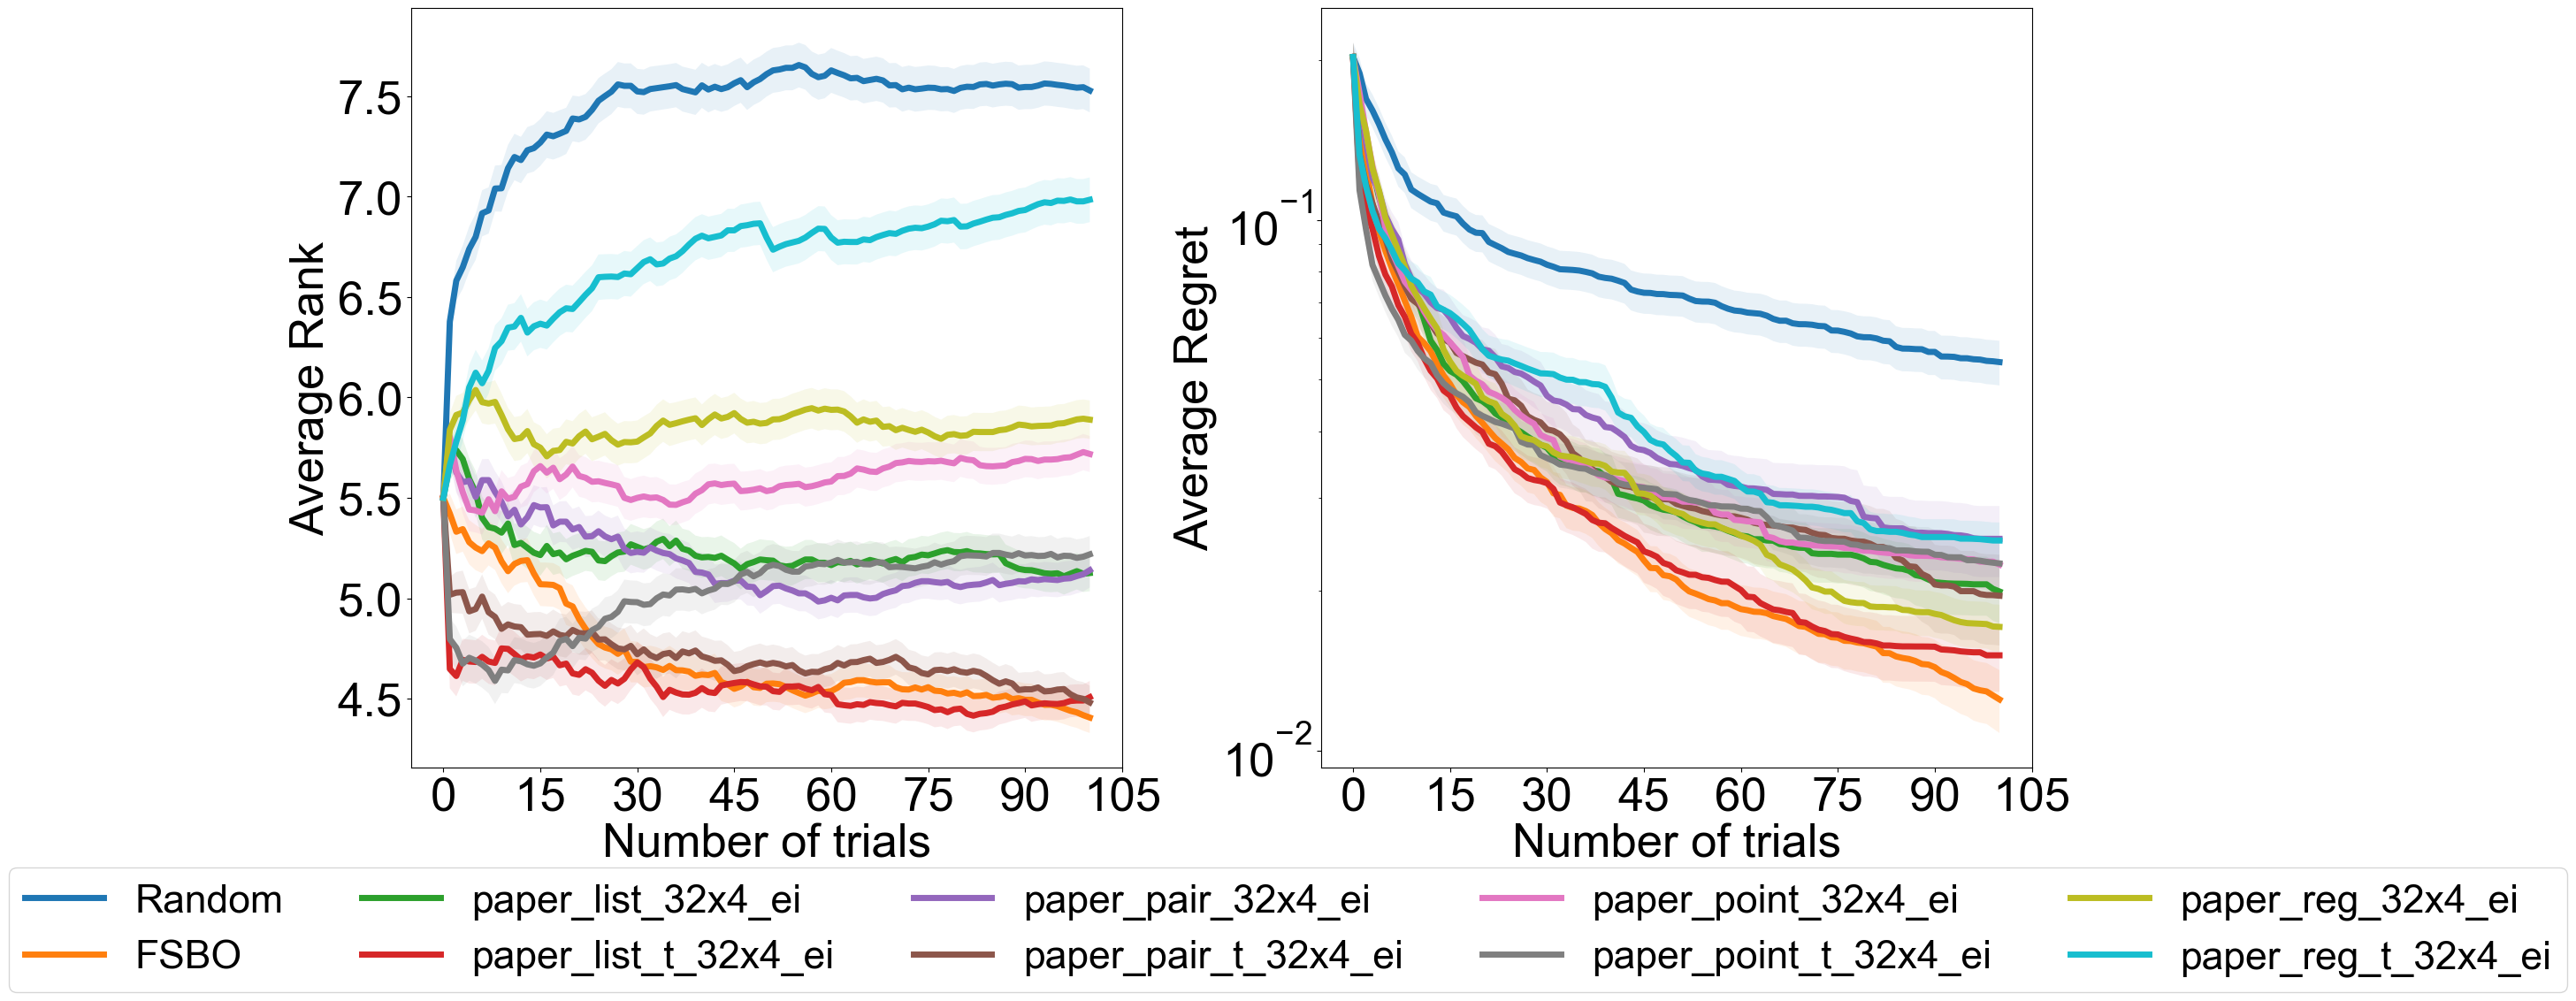 Average Rank
7.5
7.0
6.5
6.0
5.5
5.0
4.5
0 15 30 45 60 75 90 105
Number of trials
Average Regret
10⁻¹
10⁻²
0 15 30 45 60 75 90 105
Number of trials
Random paper_list_32x4_ei paper_pair_32x4_ei paper_point_32x4_ei paper_reg_32x4_ei
FSBO paper_list_t_32x4_ei paper_pair_t_32x4_ei paper_point_t_32x4_ei paper_reg_t_32x4_ei